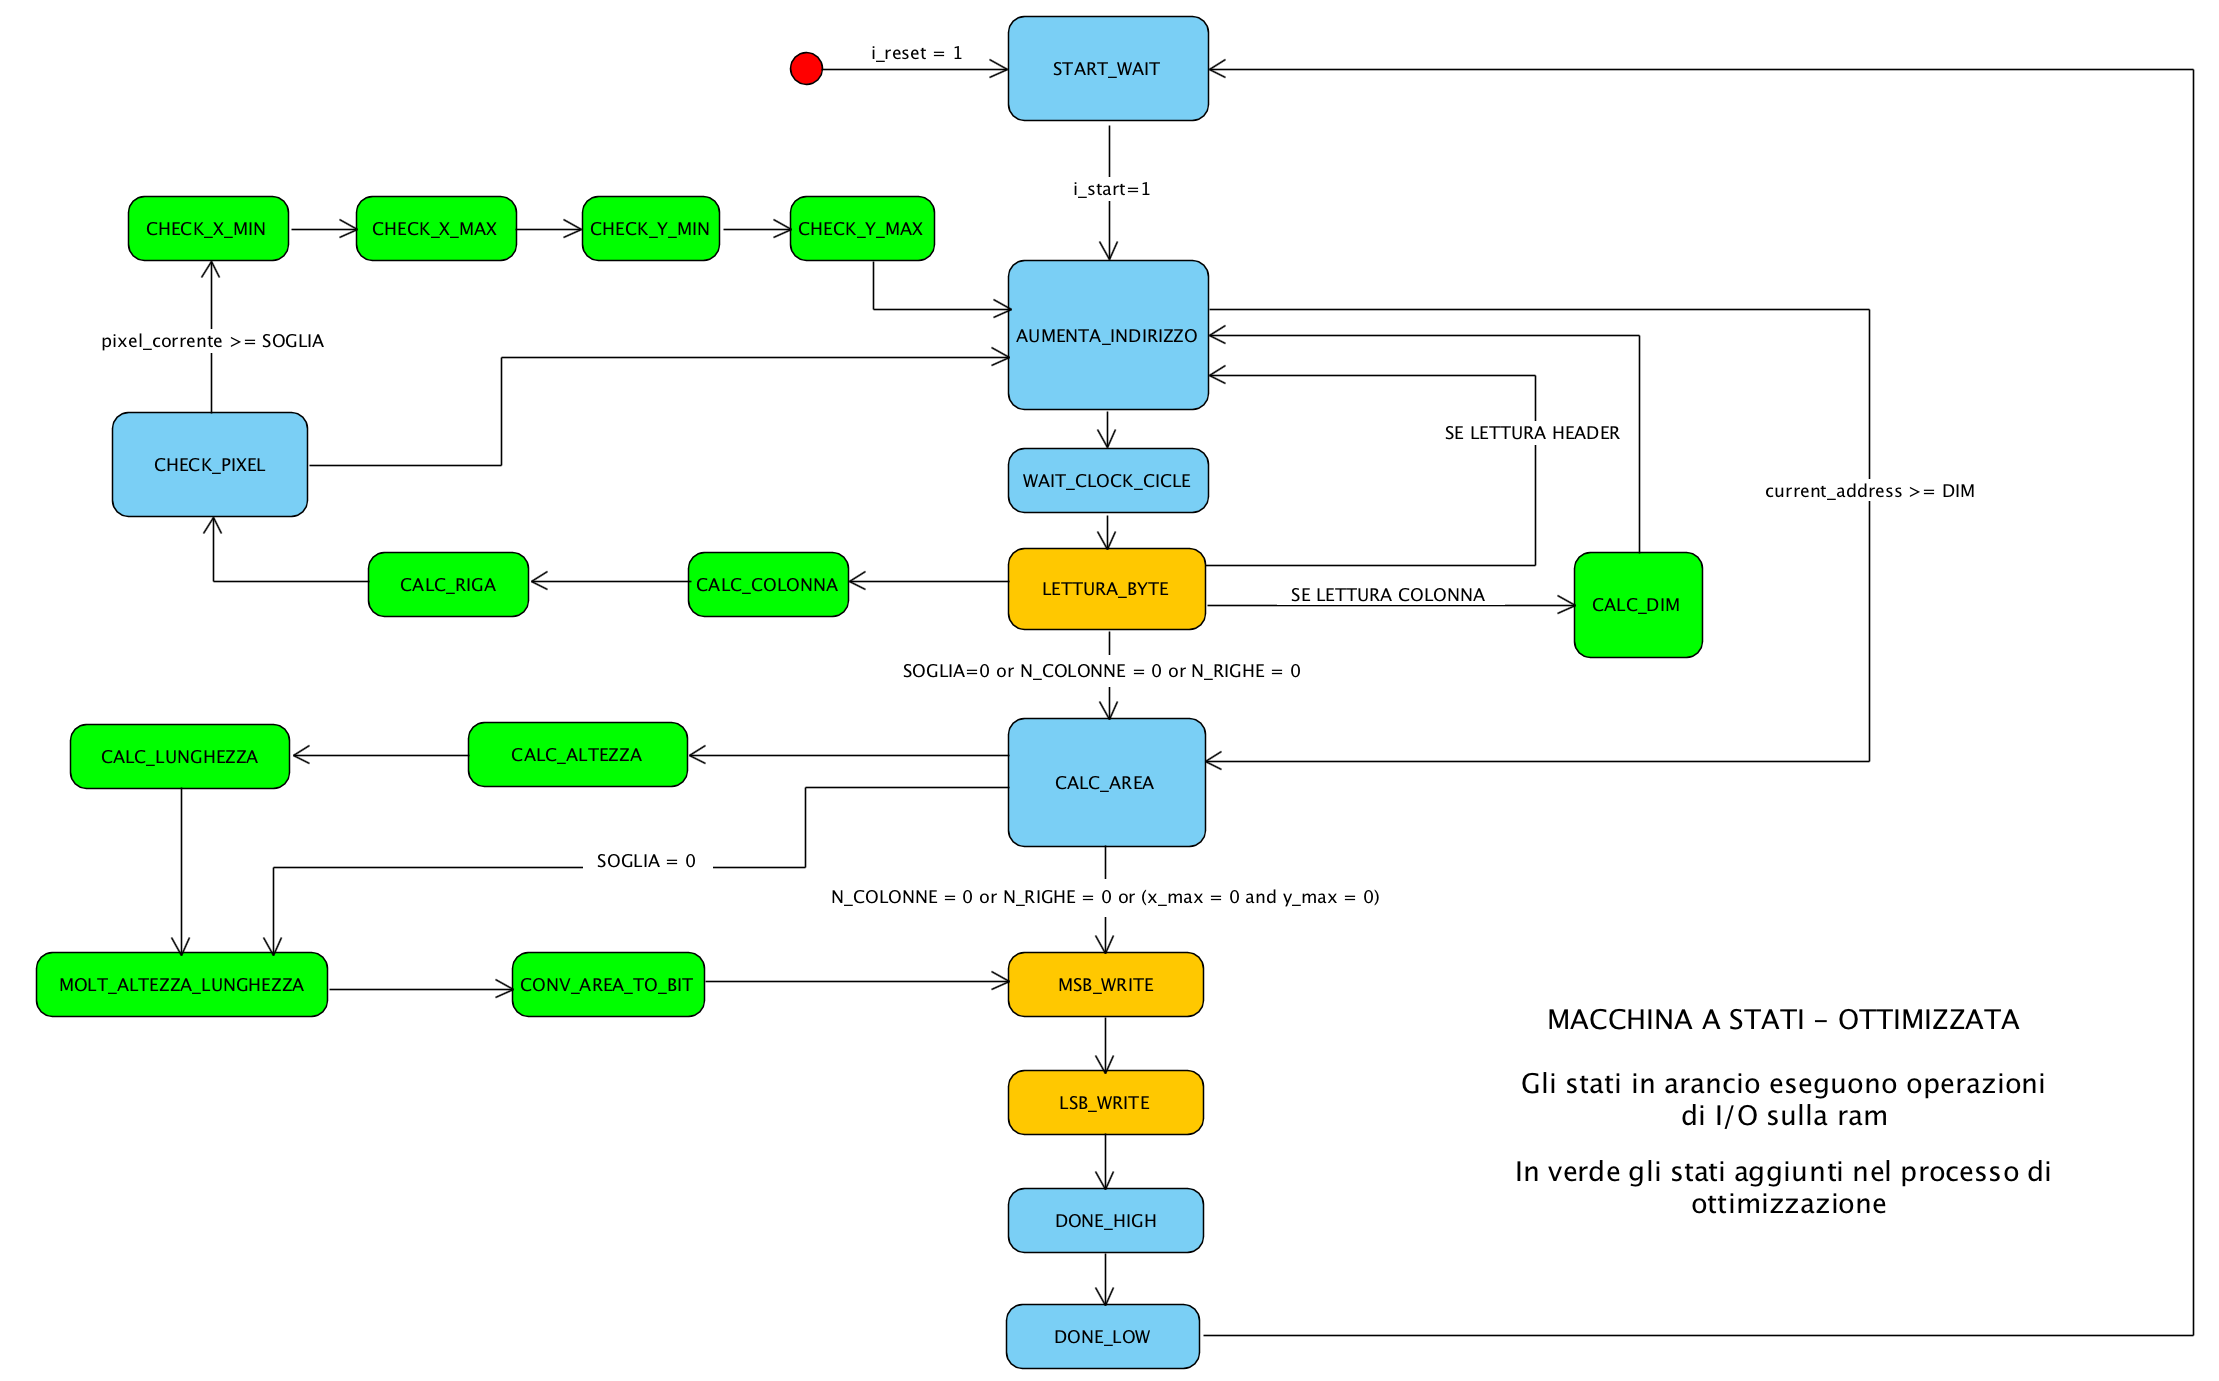 i_reset = 1
START_WAIT
i_start=1
CHECK_X_MIN
CHECK_X_MAX
CHECK_Y_MIN
CHECK_Y_MAX
pixel_corrente >= SOGLIA
AUMENTA_INDIRIZZO
SE LETTURA HEADER
CHECK_PIXEL
WAIT_CLOCK_CICLE
current_address >= DIM
CALC_RIGA
CALC_COLONNA
LETTURA_BYTE
SE LETTURA COLONNA
CALC_DIM
SOGLIA=0 or N_COLONNE = 0 or N_RIGHE = 0
CALC_LUNGHEZZA
CALC_ALTEZZA
CALC_AREA
SOGLIA = 0
N_COLONNE = 0 or N_RIGHE = 0 or (x_max = 0 and y_max = 0)
MOLT_ALTEZZA_LUNGHEZZA
CONV_AREA_TO_BIT
MSB_WRITE
LSB_WRITE
DONE_HIGH
DONE_LOW
MACCHINA A STATI - OTTIMIZZATA
Gli stati in arancio eseguono operazioni
di I/O sulla ram
In verde gli stati aggiunti nel processo di
ottimizzazione